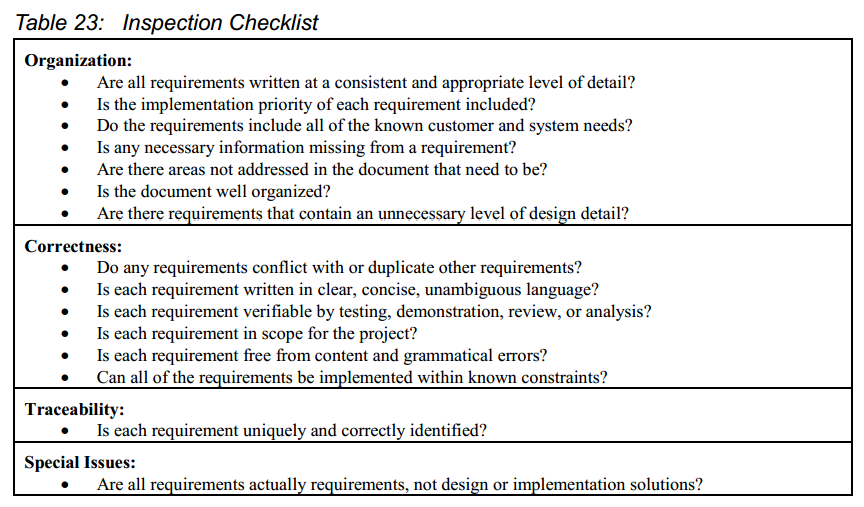 Table 23: Inspection Checklist
Organization:
• Are all requirements written at a consistent and appropriate level of detail?
• Is the implementation priority of each requirement included?
• Do the requirements include all of the known customer and system needs?
• Is any necessary information missing from a requirement?
• Are there areas not addressed in the document that need to be?
• Is the document well organized?
• Are there requirements that contain an unnecessary level of design detail?
Correctness:
• Do any requirements conflict with or duplicate other requirements?
• Is each requirement written in clear, concise, unambiguous language?
• Is each requirement verifiable by testing, demonstration, review, or analysis?
• Is each requirement in scope for the project?
• Is each requirement free from content and grammatical errors?
• Can all of the requirements be implemented within known constraints?
Traceability:
• Is each requirement uniquely and correctly identified?
Special Issues:
• Are all requirements actually requirements, not design or implementation solutions?